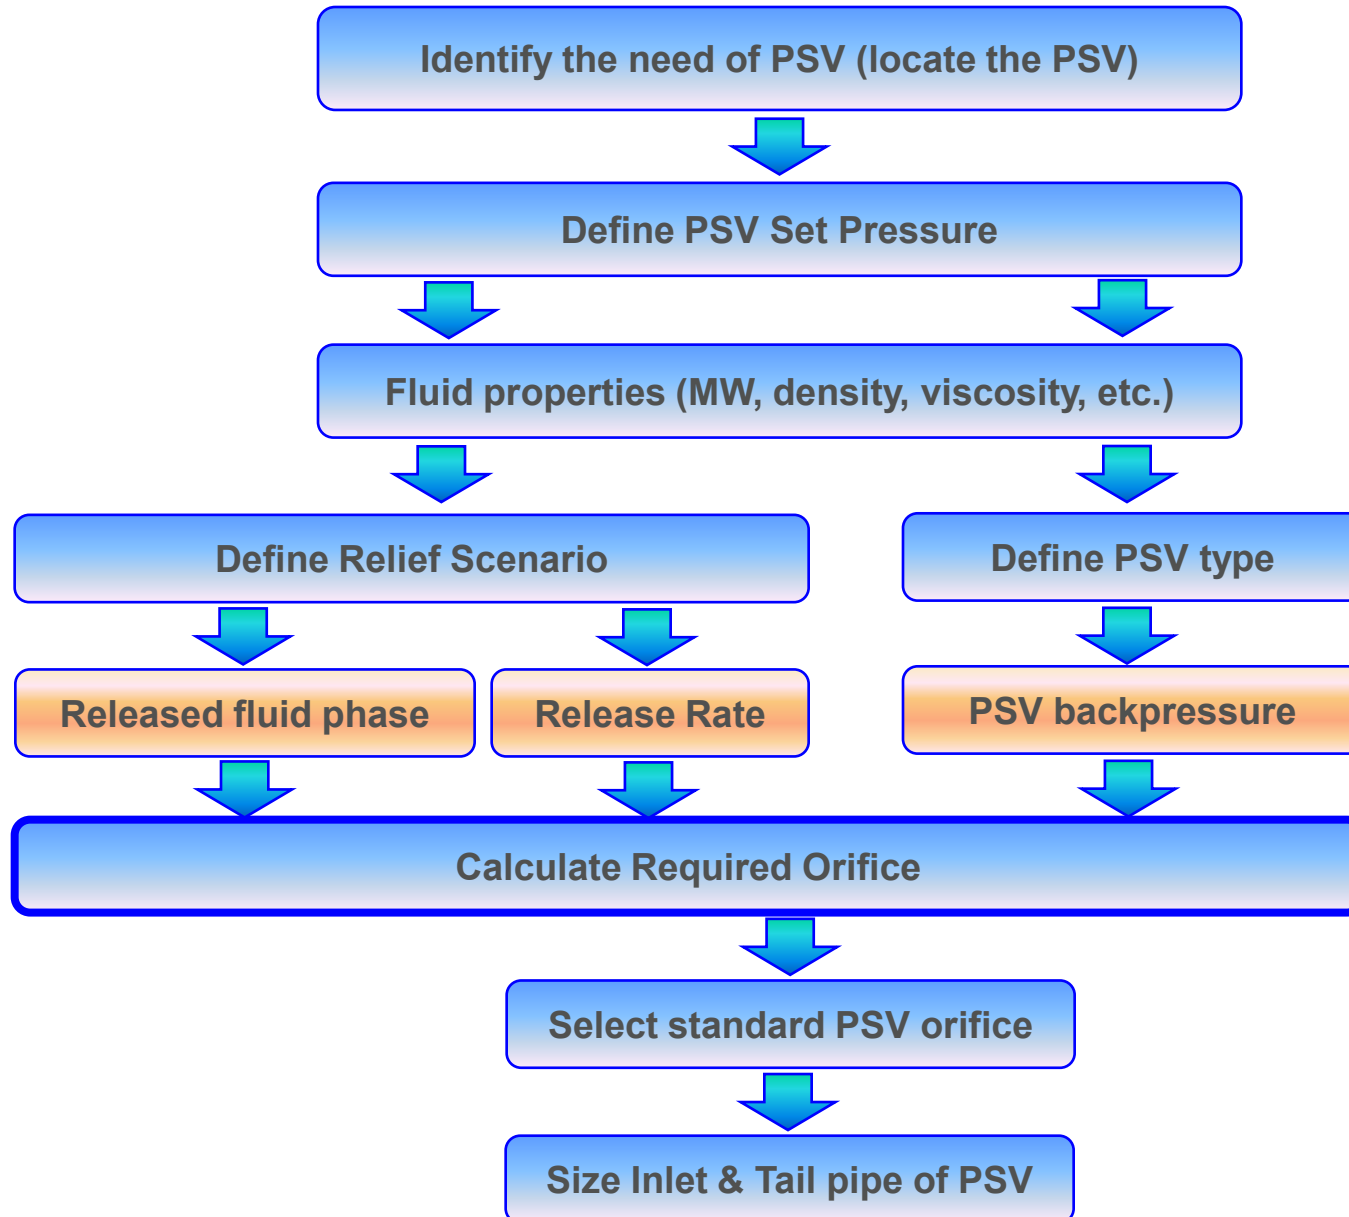 Identify the need of PSV (locate the PSV)
Define PSV Set Pressure
Fluid properties (MW, density, viscosity, etc.)
Define Relief Scenario
Define PSV type
Released fluid phase
Release Rate
PSV backpressure
Calculate Required Orifice
Select standard PSV orifice
Size Inlet & Tail pipe of PSV